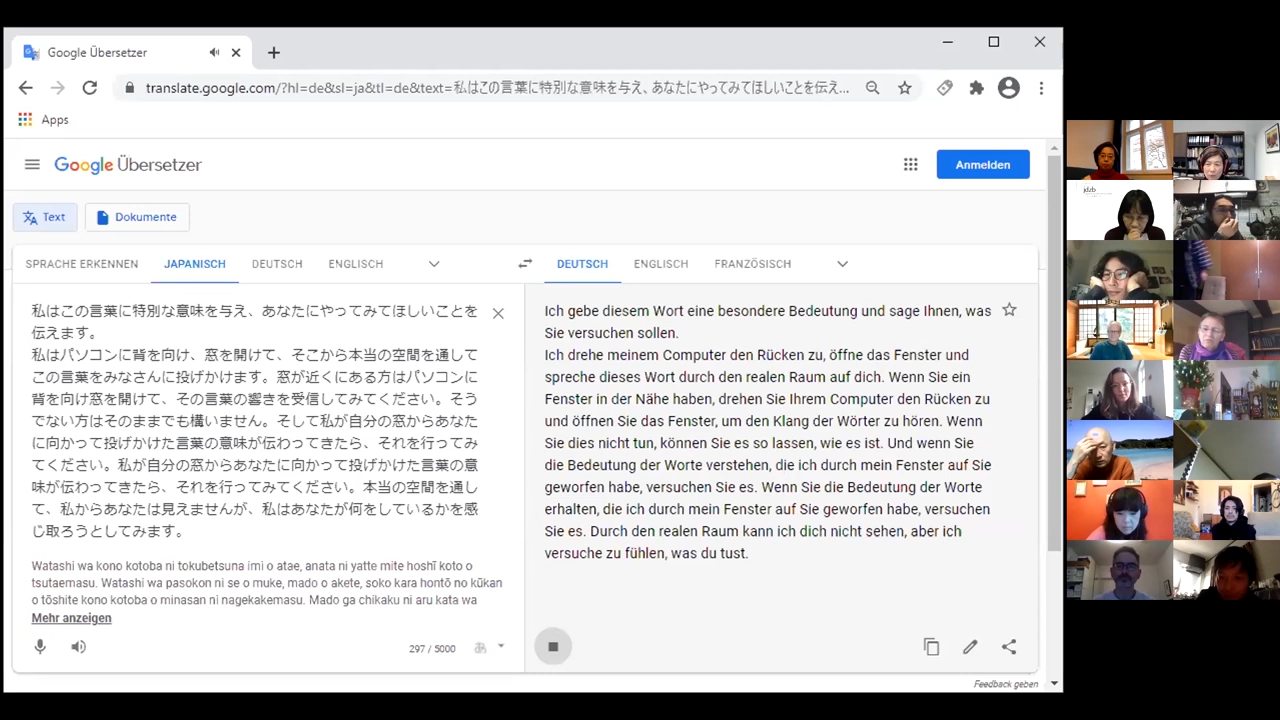 Google Übersetzer
translate.google.com/?hl=de&sl=ja&tl=de&text=私はこの言葉に特別な意味を与え、あなたにやってみてほしいことを伝え...
Apps
Google Übersetzer
Anmelden
Text
Dokumente
SPRACHE ERKENNEN
JAPANISCH
DEUTSCH
ENGLISCH
DEUTSCH
ENGLISCH
FRANZÖSISCH
私はこの言葉に特別な意味を与え、あなたにやってみてほしいことを
伝えます。
私はパソコンに背を向け、窓を開けて、そこから本当の空間を通して
この言葉をみなさんに投げかけます。窓が近くにある方はパソコンに
背を向け窓を開けて、その言葉の響きを受信してみてください。そう
でない方はそのままでも構いません。そして私が自分の窓からあなた
に向かって投げかけた言葉の意味が伝わってきたら、それを行ってみ
てください。私が自分の窓からあなたに向かって投げかけた言葉の意
味が伝わってきたら、それを行ってみてください。本当の空間を通し
て、私からあなたは見えませんが、私はあなたが何をしているかを感
じ取ろうとしてみます。
Watashi wa kono kotoba ni tokubetsuna imi o atae, anata ni yatte mite hoshī koto o
tsutaemasu. Watashi wa pasokon ni se o muke, mado o akete, soko kara hontō no kūkan
o tōshite kono kotoba o minasan ni nagekakemasu. Mado ga chikaku ni aru kata wa
Mehr anzeigen
297 / 5000
Ich gebe diesem Wort eine besondere Bedeutung und sage Ihnen, was
Sie versuchen sollen.
Ich drehe meinem Computer den Rücken zu, öffne das Fenster und
spreche dieses Wort durch den realen Raum auf dich. Wenn Sie ein
Fenster in der Nähe haben, drehen Sie Ihrem Computer den Rücken zu
und öffnen Sie das Fenster, um den Klang der Wörter zu hören. Wenn
Sie dies nicht tun, können Sie es so lassen, wie es ist. Und wenn Sie
die Bedeutung der Worte verstehen, die ich durch mein Fenster auf Sie
geworfen habe, versuchen Sie es. Wenn Sie die Bedeutung der Worte
erhalten, die ich durch mein Fenster auf Sie geworfen habe, versuchen
Sie es. Durch den realen Raum kann ich dich nicht sehen, aber ich
versuche zu fühlen, was du tust.
Feedback geben
jdzb